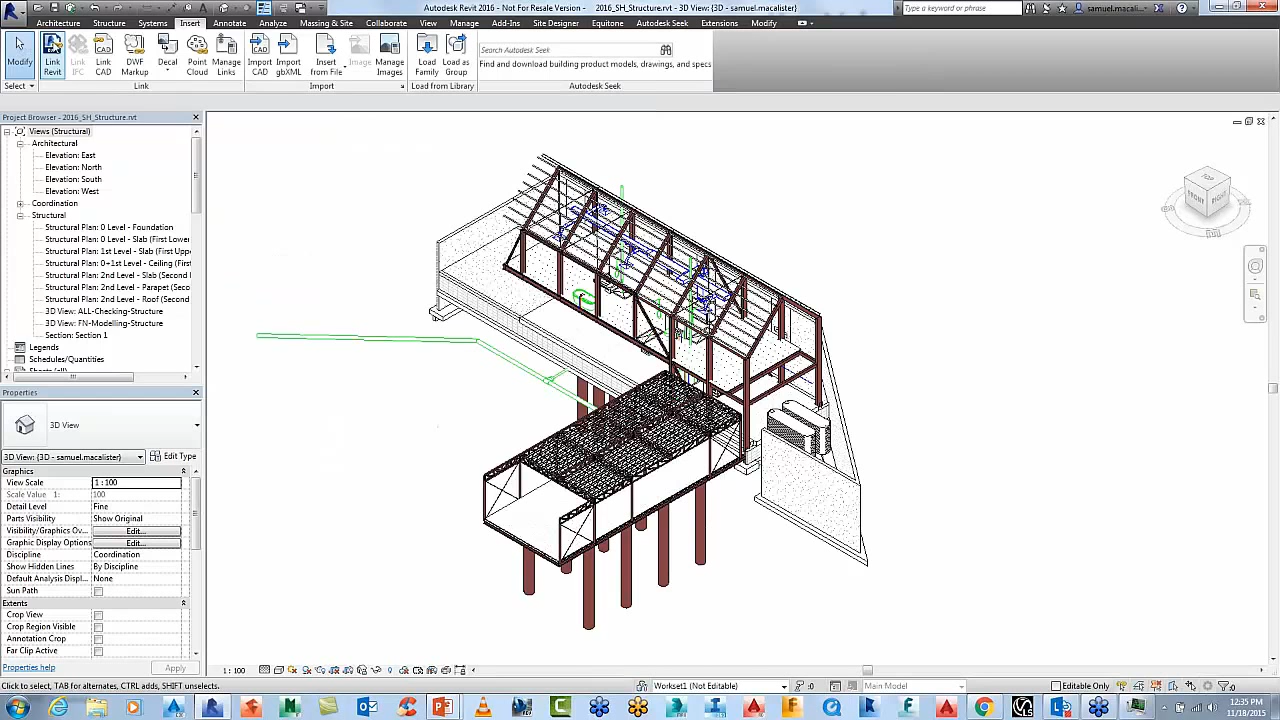 Autodesk Revit 2016 - Not For Resale Version - 2016_SH_Structure.rvt - 3D View: {3D - samuel.macalister}
Type a keyword or phrase
samuel.macali...
Architecture Structure Systems Insert Annotate Analyze Massing & Site Collaborate View Manage Add-Ins Site Designer Equitone Autodesk Seek Extensions Modify
Modify
Link Revit
Link IFC
Link CAD
DWF Markup
Decal
Point Cloud
Manage Links
Import CAD
Import gbXML
Insert from File
Image
Manage Images
Load Family
Load as Group
Search Autodesk Seek
Find and download building product models, drawings, and specs
Select
Link
Import
Load from Library
Autodesk Seek
Project Browser - 2016_SH_Structure.rvt
Views (Structural)
Architectural
Elevation: East
Elevation: North
Elevation: South
Elevation: West
Coordination
Structural
Structural Plan: 0 Level - Foundation
Structural Plan: 0 Level - Slab (First Lower
Structural Plan: 1st Level - Slab (First Upp
Structural Plan: 0+1st Level - Ceiling (Firs
Structural Plan: 2nd Level - Slab (Second
Structural Plan: 2nd Level - Parapet (Second
Structural Plan: 2nd Level - Roof (Second
3D View: ALL-Checking-Structure
3D View: FN-Modelling-Structure
Section: Section 1
Legends
Schedules/Quantities
Sheets (all)
Properties
3D View
3D View: {3D - samuel.macalister}
Edit Type
Graphics
View Scale 1 : 100
Scale Value 1: 100
Detail Level Fine
Parts Visibility Show Original
Visibility/Graphics Ov... Edit...
Graphic Display Options Edit...
Discipline Coordination
Show Hidden Lines By Discipline
Default Analysis Displ... None
Sun Path
Extents
Crop View
Crop Region Visible
Annotation Crop
Far Clip Active
Properties help
Apply
TOP
FRONT
RIGHT
1 : 100
Click to select, TAB for alternates, CTRL adds, SHIFT unselects.
Workset1 (Not Editable)
:0
Main Model
Editable Only
:0
12:35 PM
11/18/2015